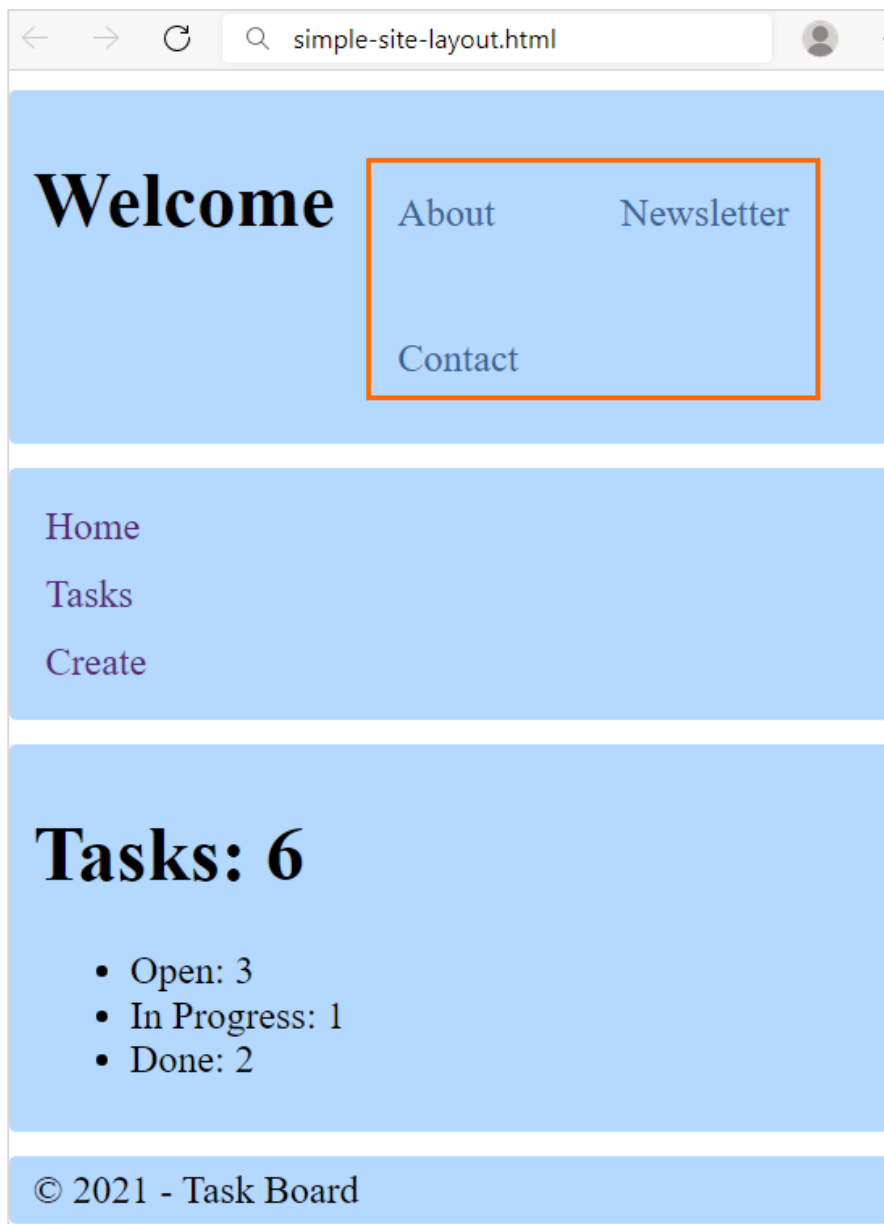 simple-site-layout.html
Welcome About Newsletter
Contact
Home
Tasks
Create
Tasks: 6
• Open: 3
• In Progress: 1
• Done: 2
© 2021 - Task Board